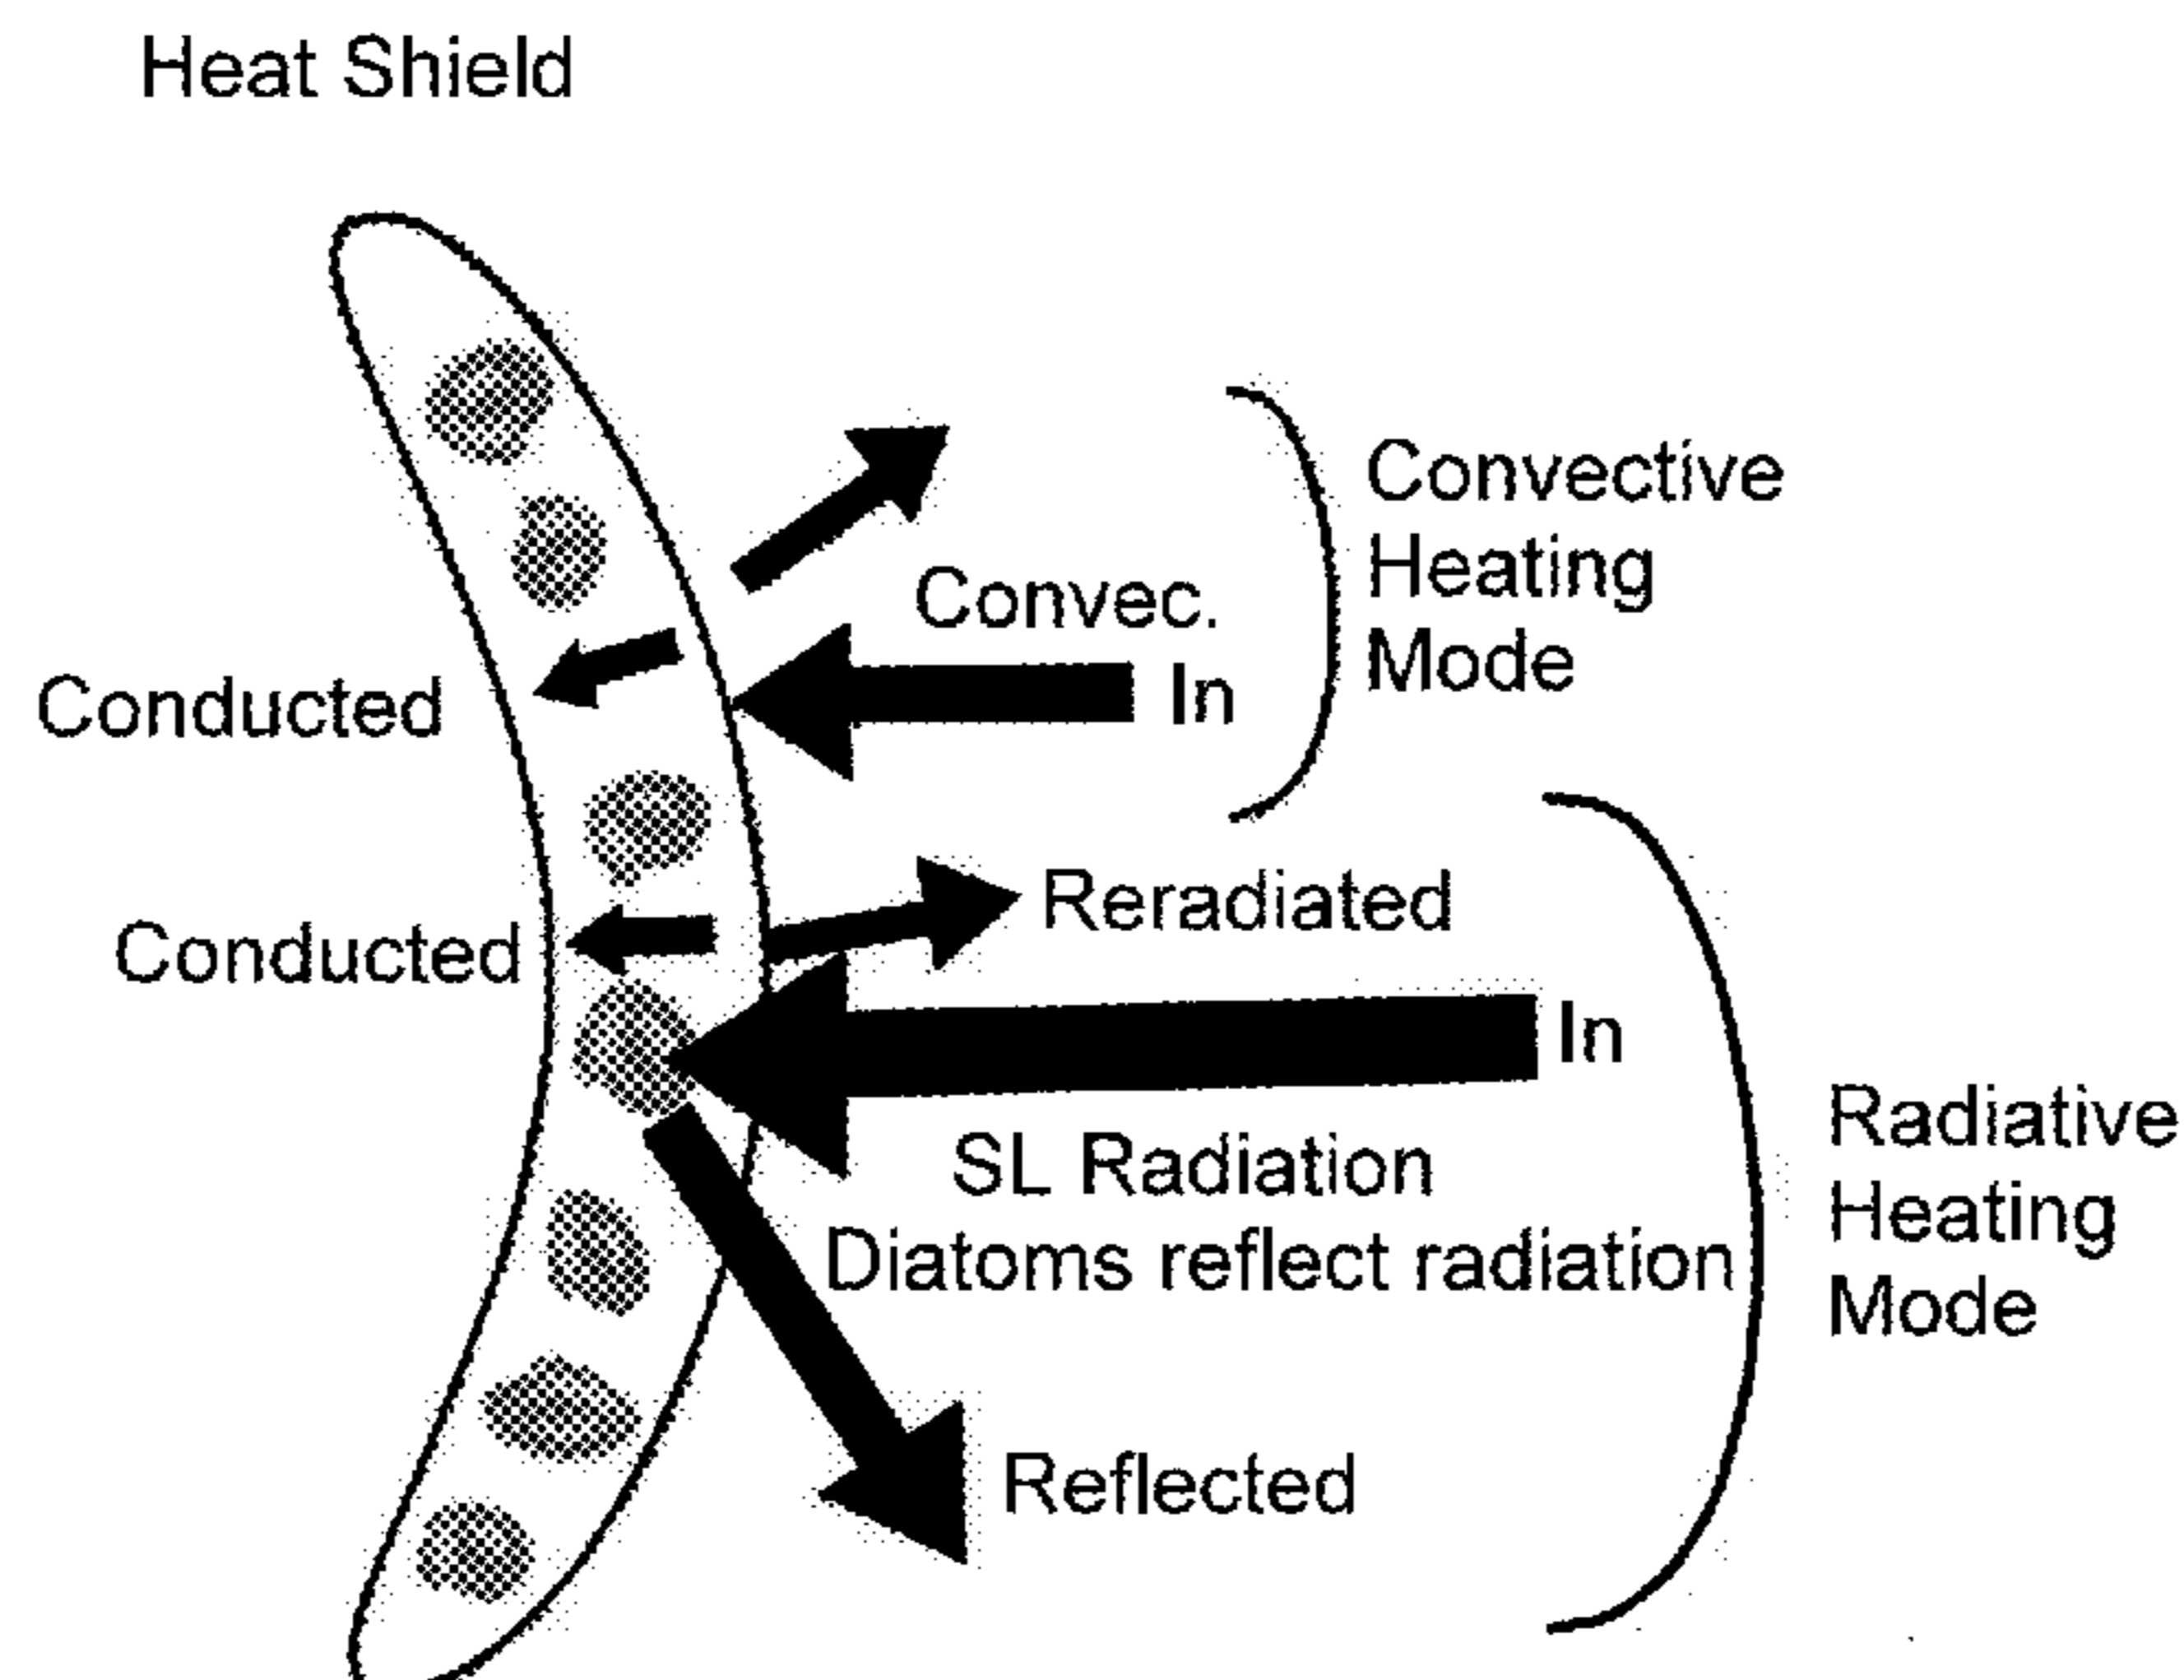 Heat Shield
Convective
Heating
Mode
Convec.
In
Conducted
Reradiated
Conducted
In
SL Radiation
Diatoms reflect radiation
Radiative
Heating
Mode
Reflected